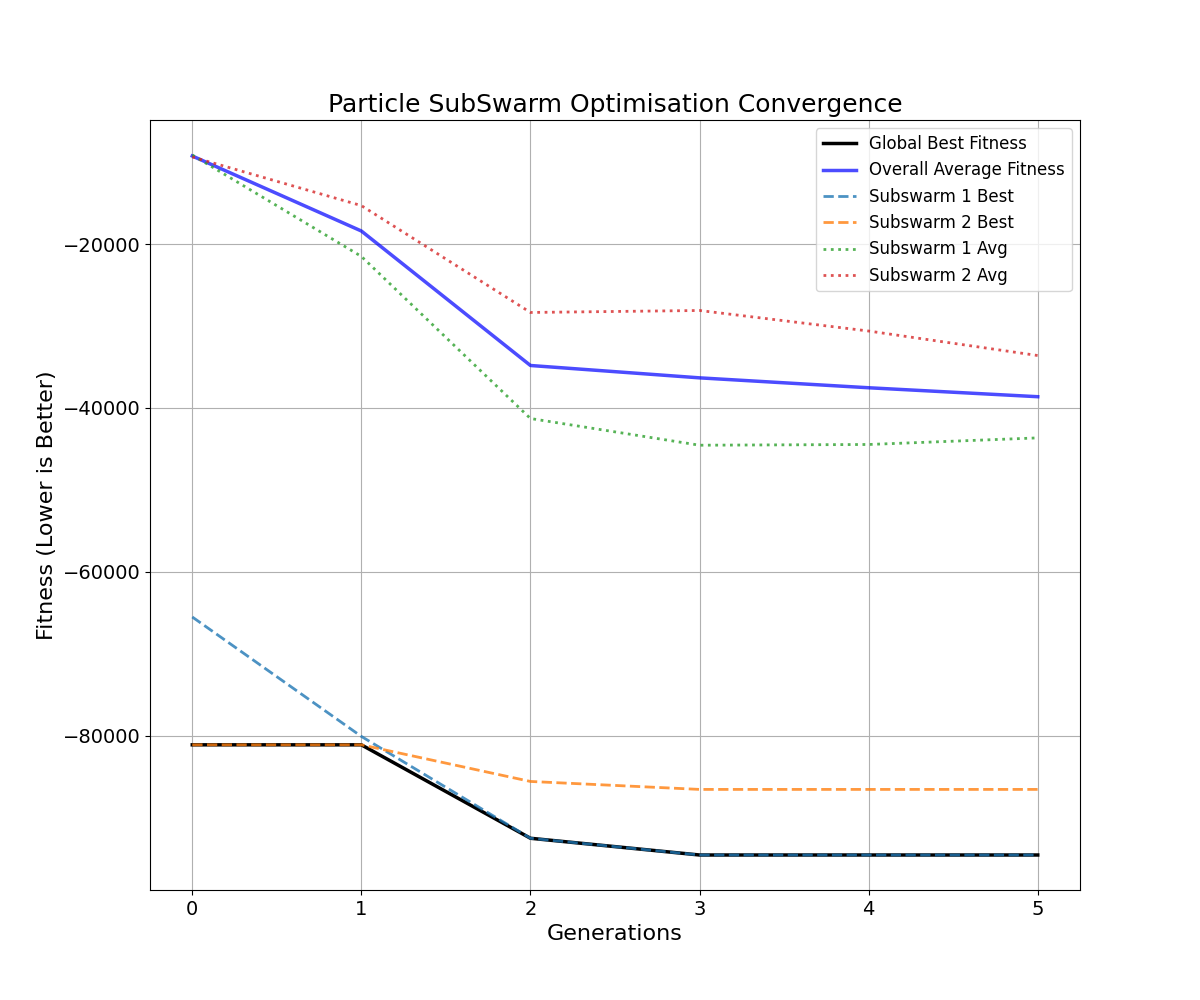 Particle SubSwarm Optimisation Convergence
Global Best Fitness
Overall Average Fitness
Subswarm 1 Best
Subswarm 2 Best
Subswarm 1 Avg
Subswarm 2 Avg
−20000
−40000
−60000
−80000
Fitness (Lower is Better)
0 1 2 3 4 5
Generations